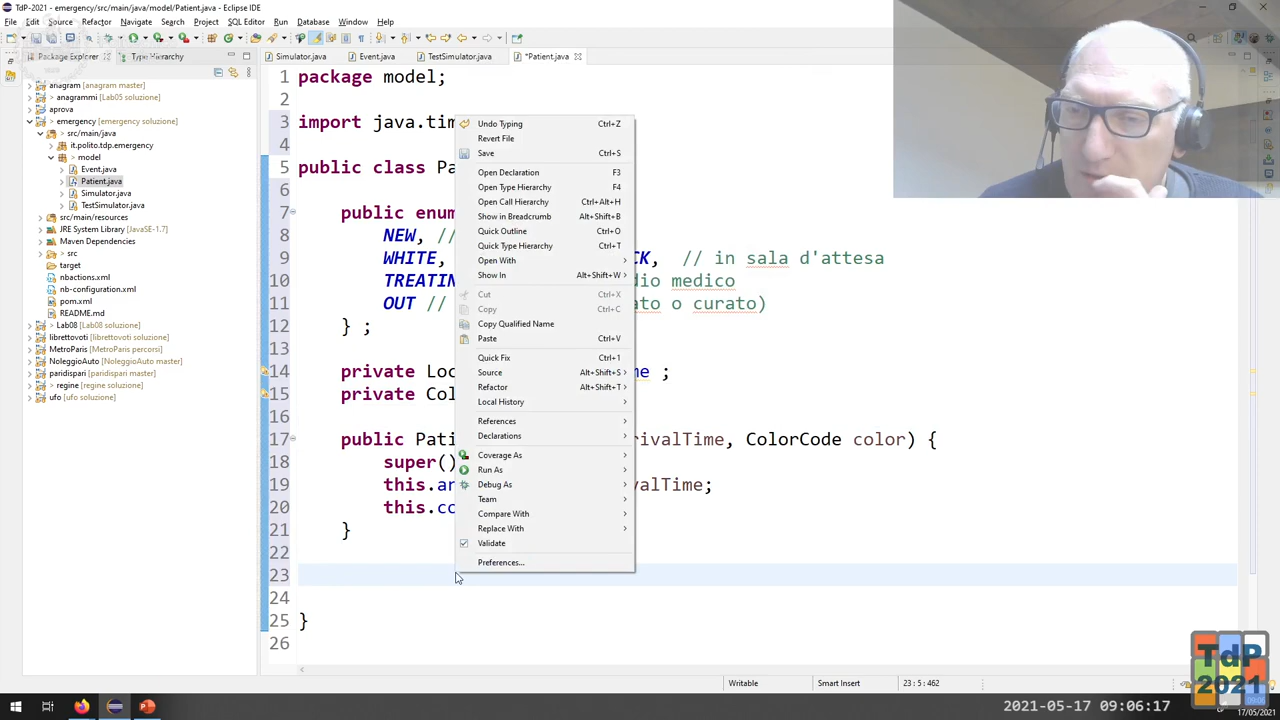 TdP-2021 - emergency/src/main/java/model/Patient.java - Eclipse IDE
File Edit Source Refactor Navigate Search Project SQL Editor Run Database Window Help
Package Explorer Type Hierarchy
Simulator.java Event.java TestSimulator.java *Patient.java
anagram (anagram master)
> anagrammi [Lab05 soluzione]
aprova
> emergency [emergency soluzione]
> src/main/java
it.polito.tdp.emergency
> model
Event.java
Patient.java
Simulator.java
TestSimulator.java
src/main/resources
JRE System Library [JavaSE-1.7]
Maven Dependencies
> src
target
nbactions.xml
nb-configuration.xml
pom.xml
README.md
> Lab08 [Lab08 soluzione]
librettovoti [librettovoti soluzione]
MetroParis [MetroParis percorsi]
NoleggioAuto [NoleggioAuto master]
paridispari [paridispari master]
> regine [regine soluzione]
ufo [ufo soluzione]
1 package model;
2
3 import java.tim
4
5 public class Pa
6
7 public enum
8 NEW, //
9 WHITE, CK, // in sala d'attesa
10 TREATIN dio medico
11 OUT // ato o curato)
12 } ;
13
14 private Loc me ;
15 private Col
16
17 public Pati rivalTime, ColorCode color) {
18 super()
19 this.ar valTime;
20 this.co
21 }
22
23
24
25 }
26
Undo Typing Ctrl+Z
Revert File
Save Ctrl+S
Open Declaration F3
Open Type Hierarchy F4
Open Call Hierarchy Ctrl+Alt+H
Show in Breadcrumb Alt+Shift+B
Quick Outline Ctrl+O
Quick Type Hierarchy Ctrl+T
Open With
Show In Alt+Shift+W
Cut Ctrl+X
Copy Ctrl+C
Copy Qualified Name
Paste Ctrl+V
Quick Fix Ctrl+1
Source Alt+Shift+S
Refactor Alt+Shift+T
Local History
References
Declarations
Coverage As
Run As
Debug As
Team
Compare With
Replace With
Validate
Preferences...
Writable Smart Insert 23 : 5 : 462
TdP
2021
2021-05-17 09:06:17
17/05/2021